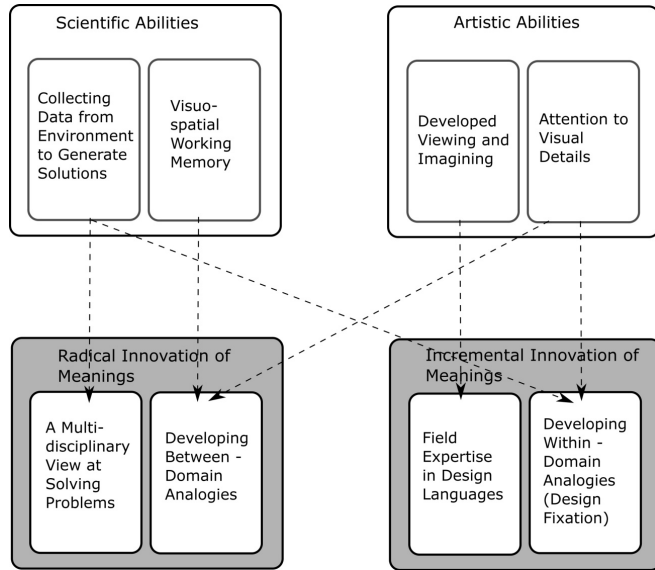 Scientific Abilities
Collecting
Data from
Environment
to Generate
Solutions
Visuo-
spatial
Working
Memory
Artistic Abilities
Developed
Viewing and
Imagining
Attention to
Visual
Details
Radical Innovation of
Meanings
A Multi-
disciplinary
View at
Solving
Problems
Developing
Between -
Domain
Analogies
Incremental Innovation of
Meanings
Field
Expertise
in Design
Languages
Developing
Within -
Domain
Analogies
(Design
Fixation)